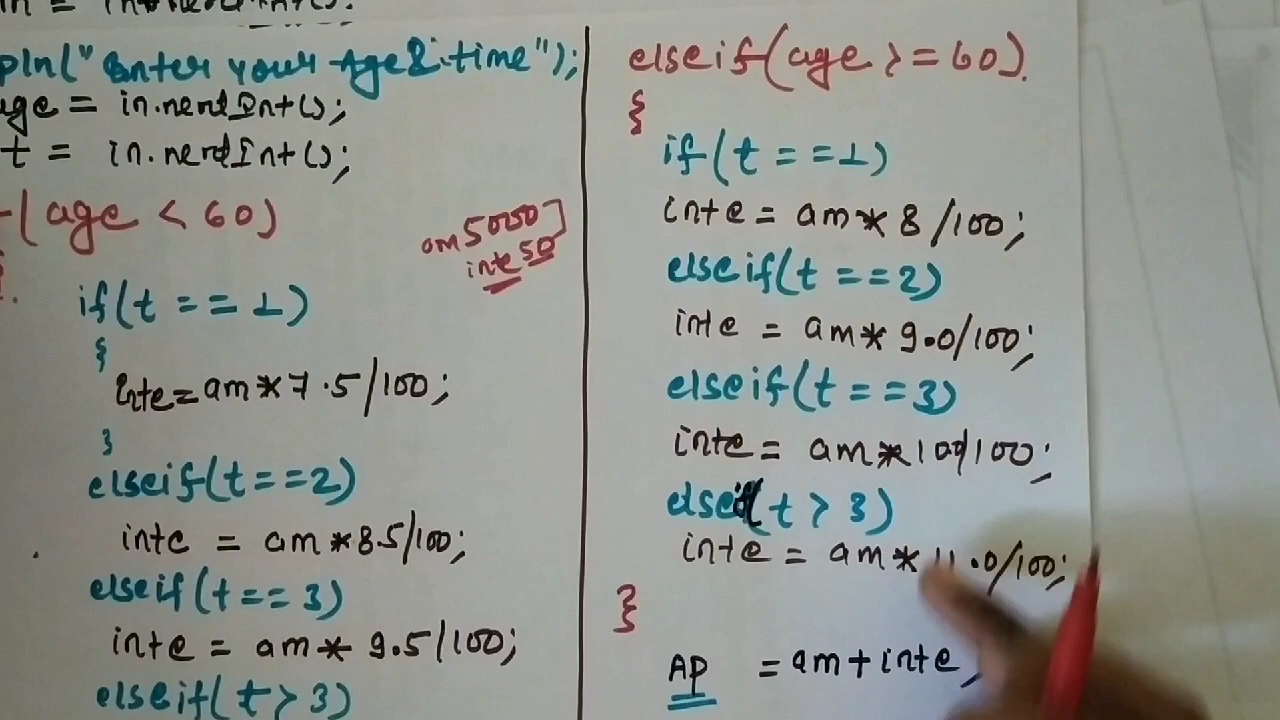 pln(" Enter your Age & time");
age = in.nextInt();
t = in.nextInt();
(age < 60)
am 5000
inte 50
if(t == 1)
{
inte = am * 7.5/100;
}
elseif(t==2)
inte = am * 8.5/100;
elseif(t== 3)
inte = am * 9.5/100;
elseif(t> 3)
elseif(age >= 60)
{
if(t ==1)
inte = am * 8 /100;
elseif(t ==2)
inte = am * 9.0/100;
elseif(t ==3)
inte = am * 100/100;
elseif(t > 3)
inte = am * 11.0/100;
}
AP = am + inte,